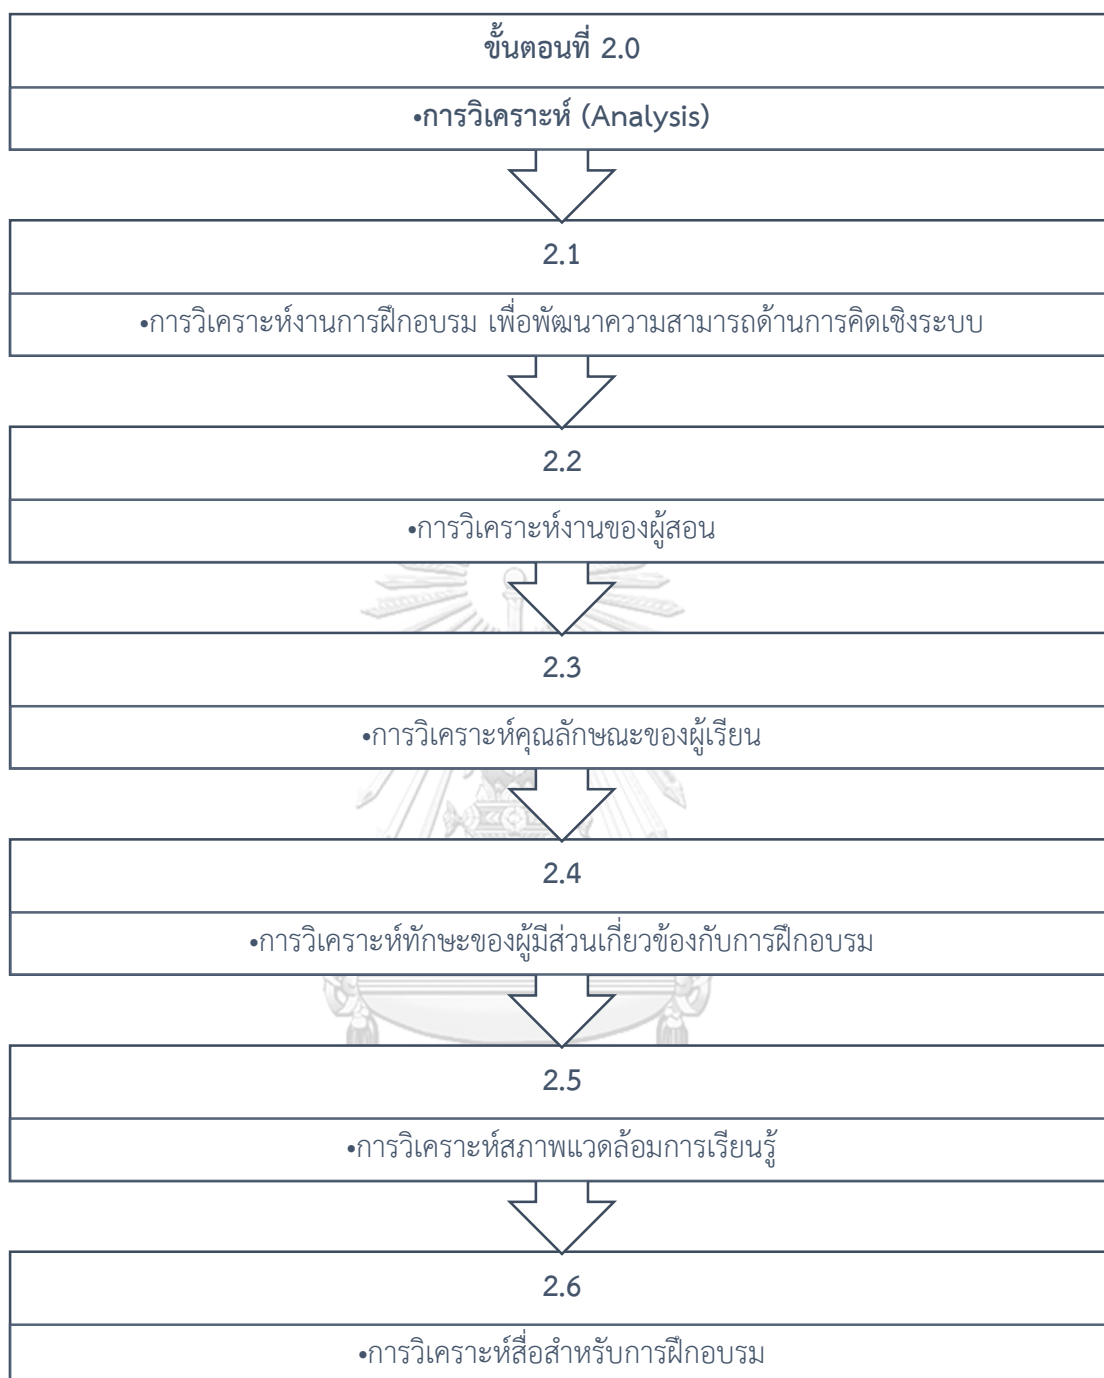 ขั้นตอนที่ 2.0
•การวิเคราะห์ (Analysis)
2.1
•การวิเคราะห์งานการฝึกอบรม เพื่อพัฒนาความสามารถด้านการคิดเชิงระบบ
2.2
•การวิเคราะห์งานของผู้สอน
2.3
•การวิเคราะห์คุณลักษณะของผู้เรียน
2.4
•การวิเคราะห์ทักษะของผู้มีส่วนเกี่ยวข้องกับการฝึกอบรม
2.5
•การวิเคราะห์สภาพแวดล้อมการเรียนรู้
2.6
•การวิเคราะห์สื่อสำหรับการฝึกอบรม